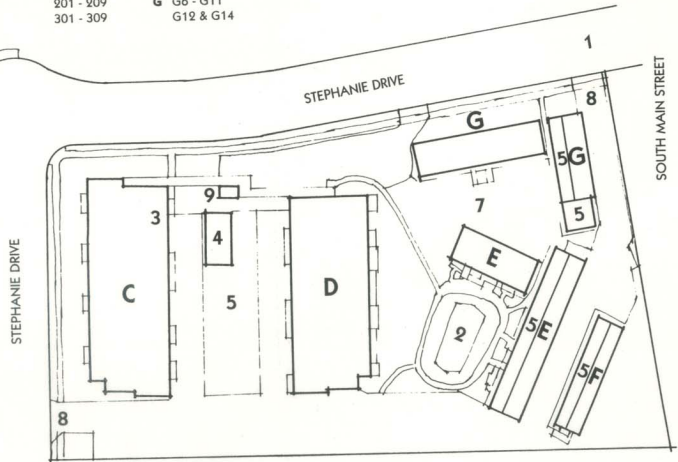 201 - 209 G G6 - G11
301 - 309 G12 & G14
1
STEPHANIE DRIVE
SOUTH MAIN STREET
8
G
5G
9
3
5
7
4
E
STEPHANIE DRIVE
C
D
5
2
5E
5F
8